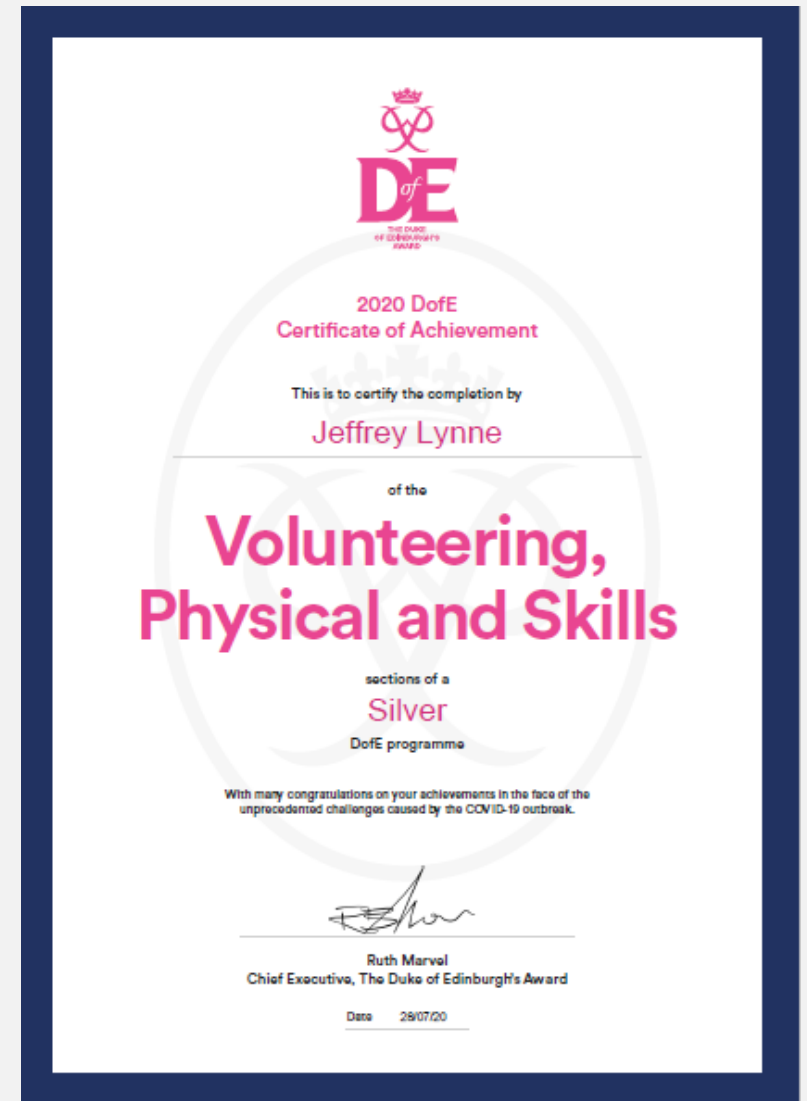 DofE
THE DUKE
OF EDINBURGH'S
AWARD
2020 DofE
Certificate of Achievement
This is to certify the completion by
Jeffrey Lynne
of the
Volunteering,
Physical and Skills
sections of a
Silver
DofE programme
With many congratulations on your achievements in the face of the
unprecedented challenges caused by the COVID-19 outbreak.
Ruth Marvel
Chief Executive, The Duke of Edinburgh's Award
Date 28/07/20